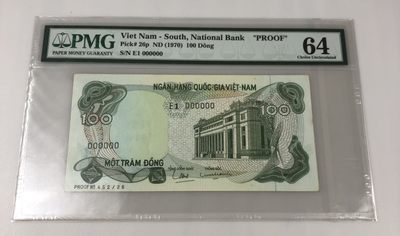 PMG
PAPER MONEY GUARANTY
Viet Nam - South, National Bank "PROOF"
Pick# 26p ND (1970) 100 Dông
S/N E1 000000
64
Choice Uncirculated
NGÂN HÀNG QUỐC GIA VIỆT-NAM
E1 000000
100
100
000000
MỘT TRĂM ĐỒNG
PROOF Nº 452/26